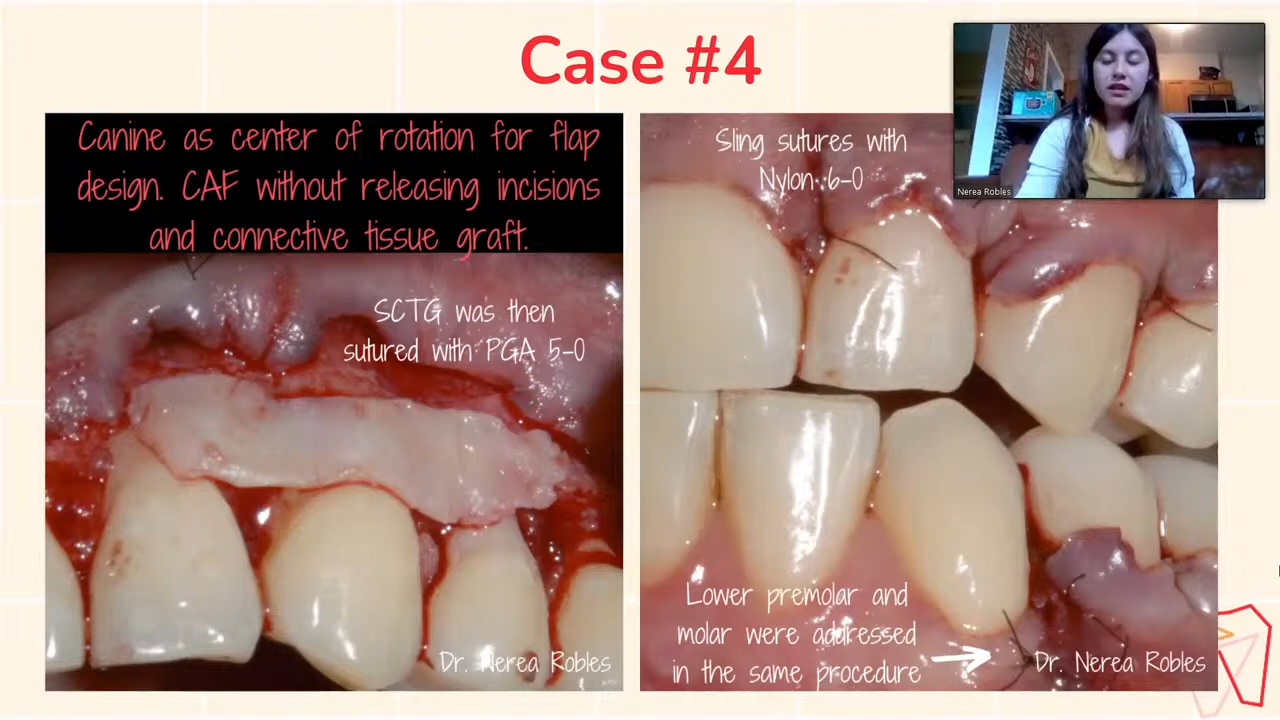 Case #4
Canine as center of rotation for flap
design. CAF without releasing incisions
and connective tissue graft.
SCTG was then
sutured with PGA 5-0
Dr. Nerea Robles
Sling sutures with
Nylon 6-0
Lower premolar and
molar were addressed
in the same procedure
Dr. Nerea Robles
Nerea Robles